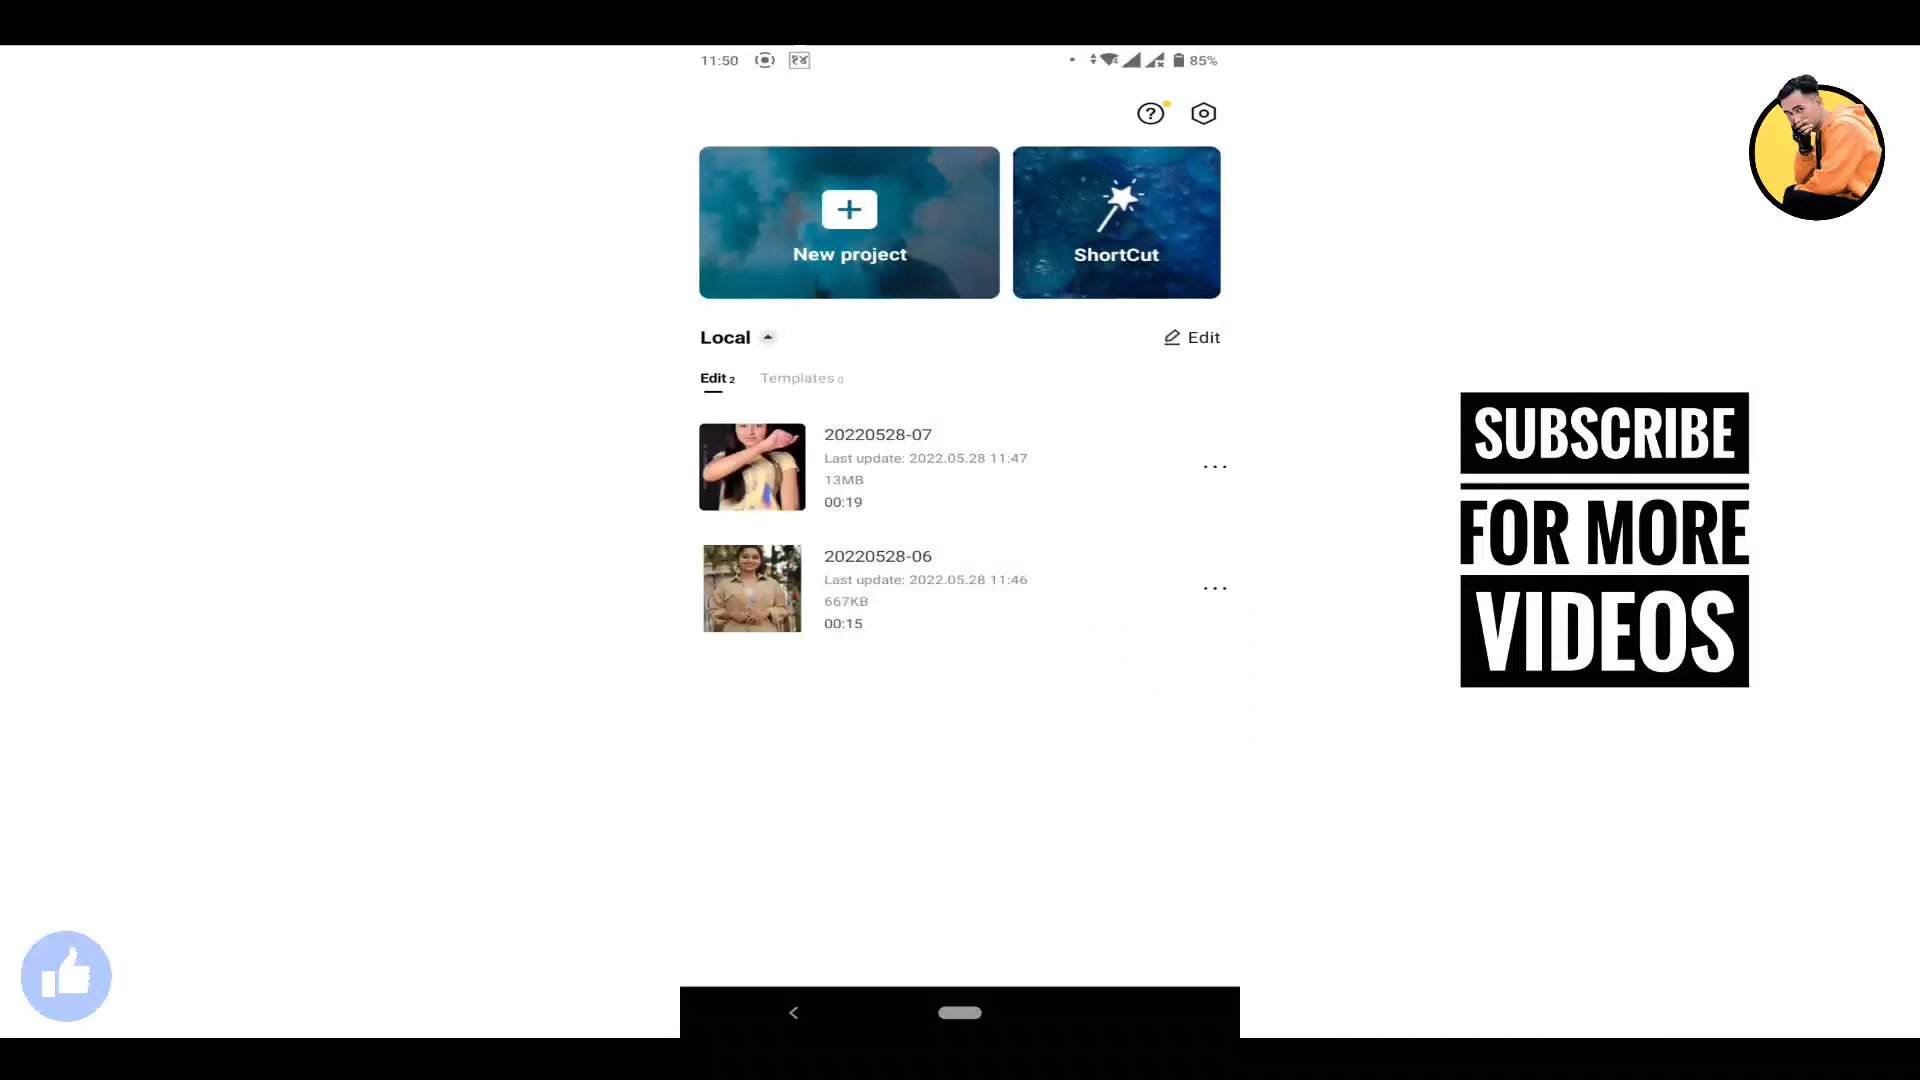 11:50 १४ 85%
New project
ShortCut
Local
Edit
Edit 2
Templates 0
20220528-07
Last update: 2022.05.28 11:47
13MB
00:19
20220528-06
Last update: 2022.05.28 11:46
667KB
00:15
SUBSCRIBE
FOR MORE
VIDEOS